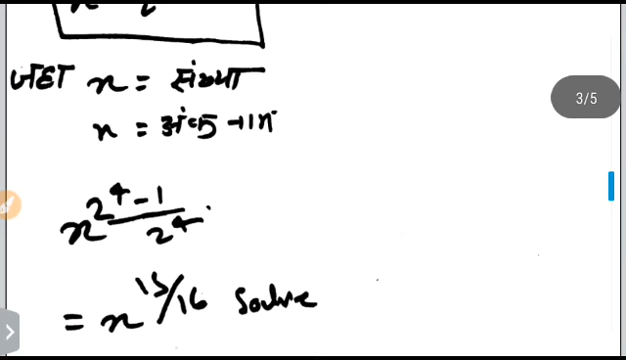 जहाँ x = संख्या
n =
3/5
x^(2^4 - 1)/2^4
= x^15/16 solve